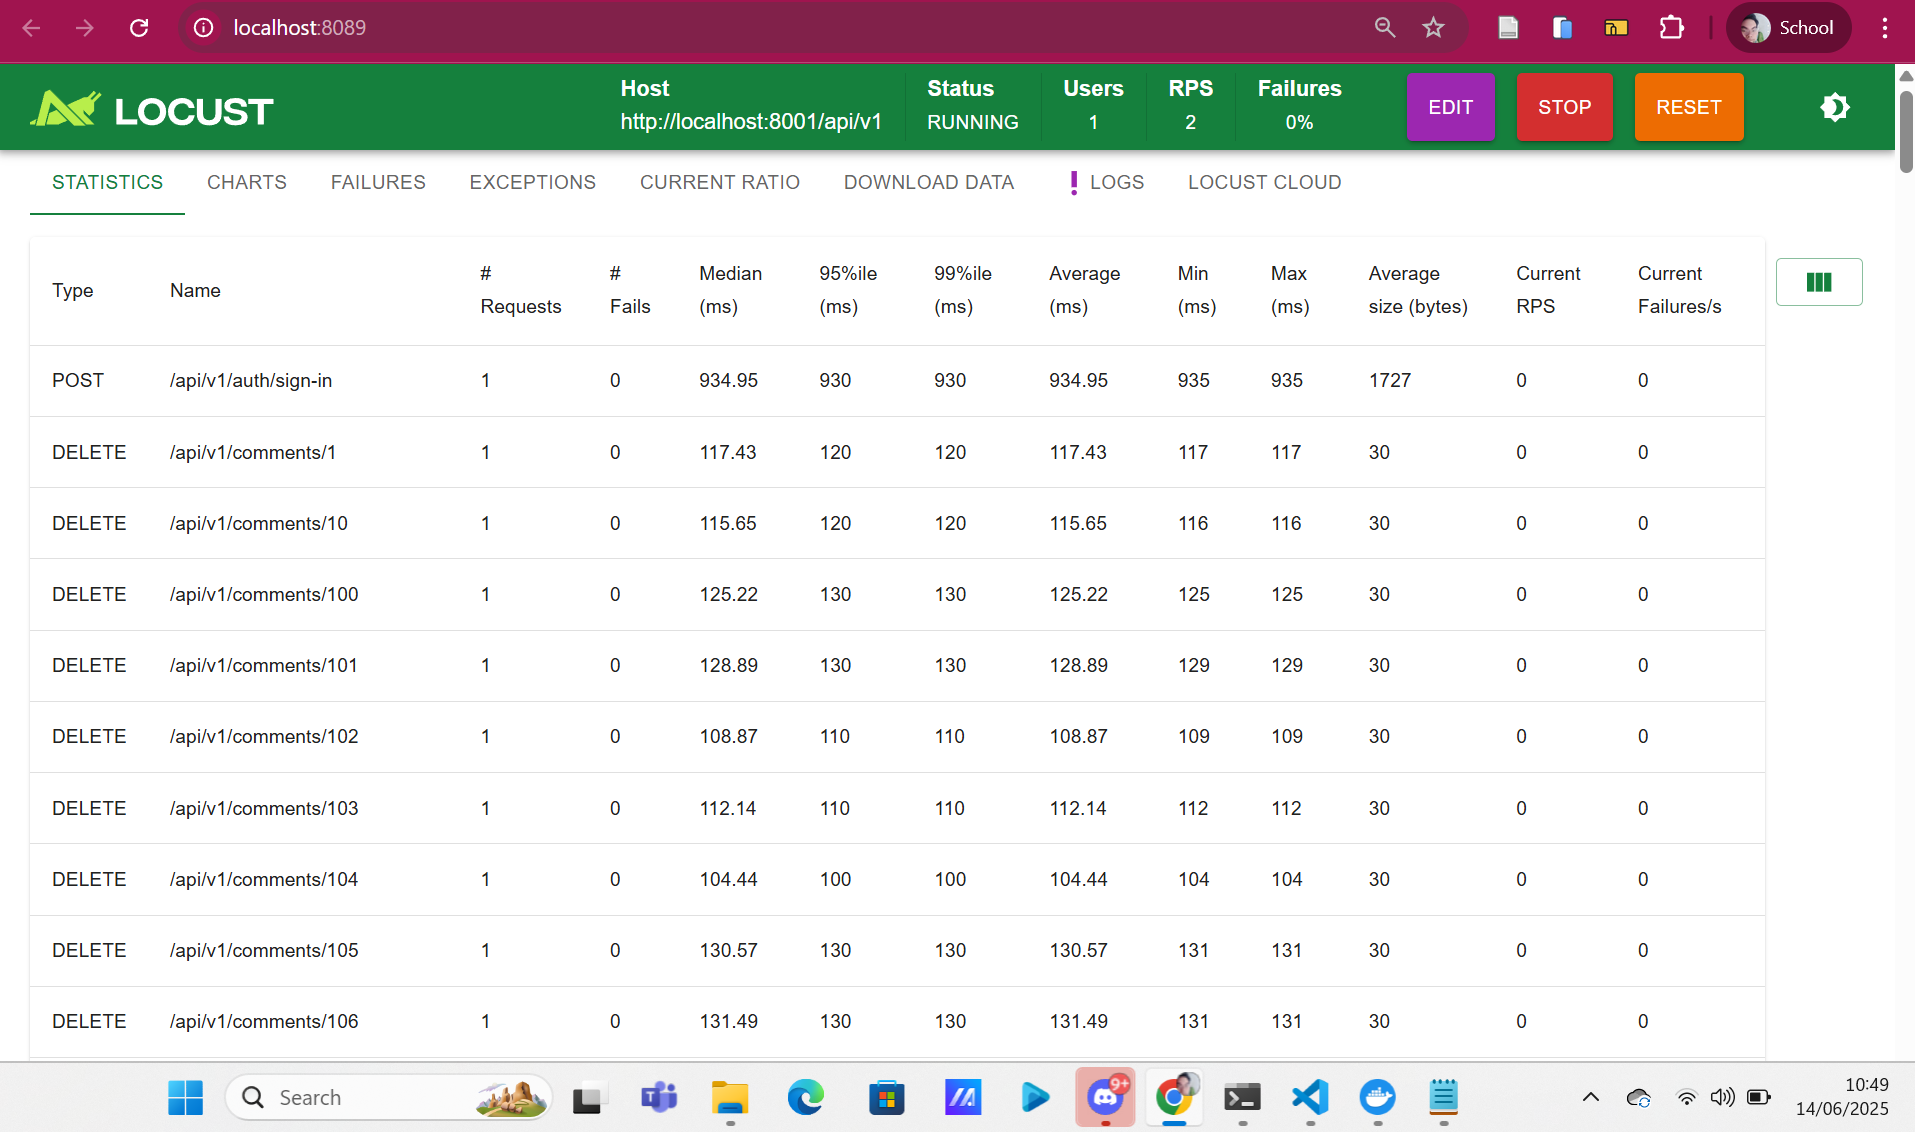 localhost:8089
School
LOCUST
Host
http://localhost:8001/api/v1
Status
RUNNING
Users
1
RPS
2
Failures
0%
EDIT
STOP
RESET
STATISTICS CHARTS FAILURES EXCEPTIONS CURRENT RATIO DOWNLOAD DATA LOGS LOCUST CLOUD
Type Name # Requests # Fails Median (ms) 95%ile (ms) 99%ile (ms) Average (ms) Min (ms) Max (ms) Average size (bytes) Current RPS Current Failures/s
POST /api/v1/auth/sign-in 1 0 934.95 930 930 934.95 935 935 1727 0 0
DELETE /api/v1/comments/1 1 0 117.43 120 120 117.43 117 117 30 0 0
DELETE /api/v1/comments/10 1 0 115.65 120 120 115.65 116 116 30 0 0
DELETE /api/v1/comments/100 1 0 125.22 130 130 125.22 125 125 30 0 0
DELETE /api/v1/comments/101 1 0 128.89 130 130 128.89 129 129 30 0 0
DELETE /api/v1/comments/102 1 0 108.87 110 110 108.87 109 109 30 0 0
DELETE /api/v1/comments/103 1 0 112.14 110 110 112.14 112 112 30 0 0
DELETE /api/v1/comments/104 1 0 104.44 100 100 104.44 104 104 30 0 0
DELETE /api/v1/comments/105 1 0 130.57 130 130 130.57 131 131 30 0 0
DELETE /api/v1/comments/106 1 0 131.49 130 130 131.49 131 131 30 0 0
Search
9+
10:49
14/06/2025